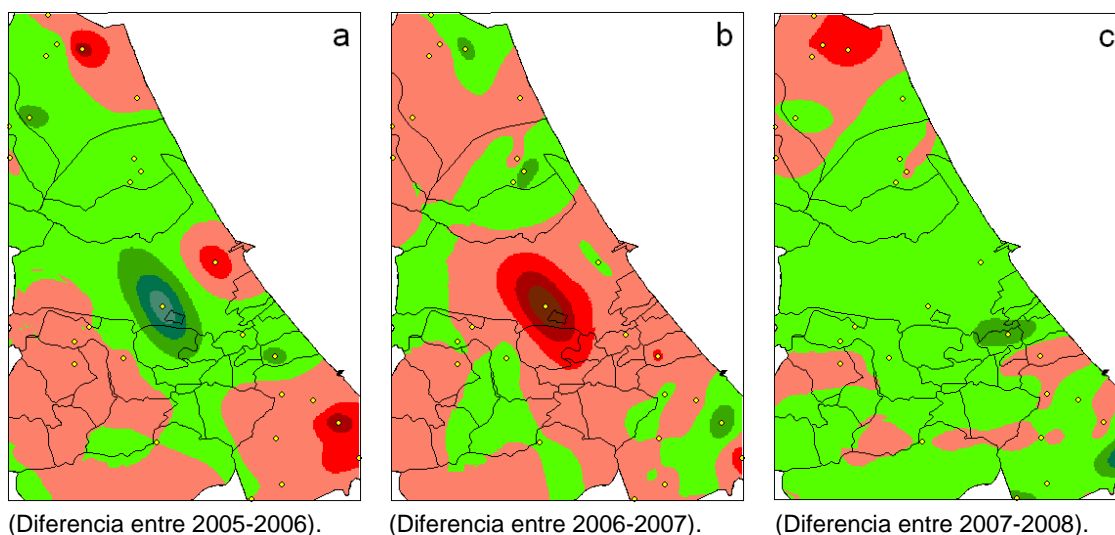 a
b
c
(Diferencia entre 2005-2006).
(Diferencia entre 2006-2007).
(Diferencia entre 2007-2008).